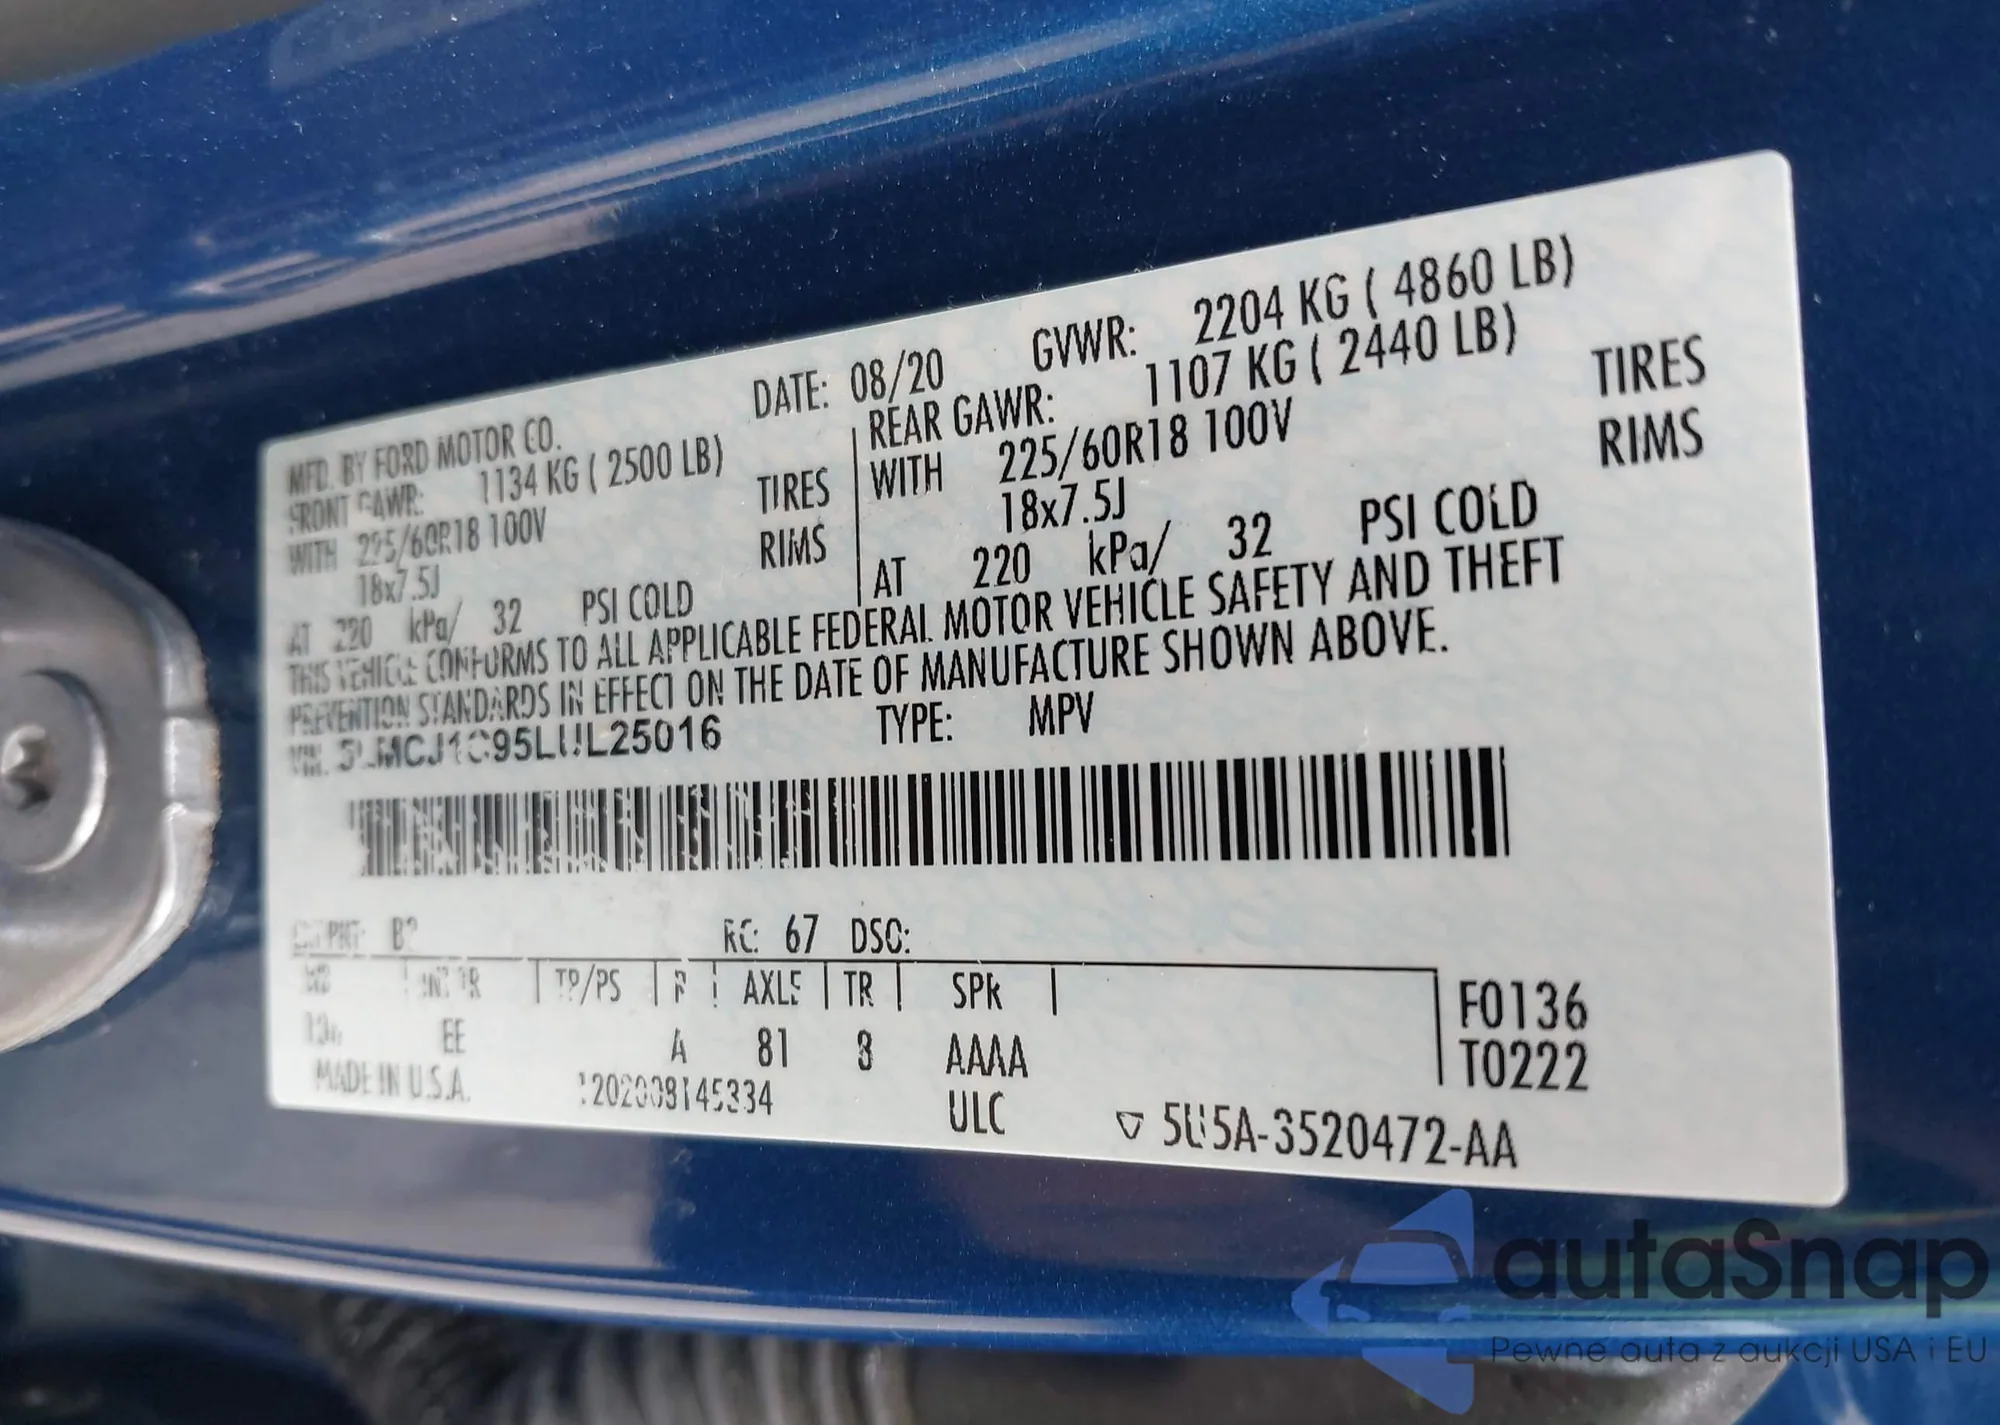 MFD. BY FORD MOTOR CO.
DATE: 08/20 GVWR: 2204 KG ( 4860 LB)
FRONT GAWR: 1134 KG ( 2500 LB)
WITH 225/60R18 100V TIRES
18x7.5J RIMS
AT 220 kPa/ 32 PSI COLD
REAR GAWR: 1107 KG ( 2440 LB)
WITH 225/60R18 100V TIRES
18x7.5J RIMS
AT 220 kPa/ 32 PSI COLD
THIS VEHICLE CONFORMS TO ALL APPLICABLE FEDERAL MOTOR VEHICLE SAFETY AND THEFT
PREVENTION STANDARDS IN EFFECT ON THE DATE OF MANUFACTURE SHOWN ABOVE.
TYPE: MPV
RC: 67 DSO:
TP/PS R AXLE TR SPR
EE A 81 8 AAAA
F0136
T0222
MADE IN U.S.A.
ULC
5U5A-3520472-AA
autaSnap
Pewne auta z aukcji USA i EU